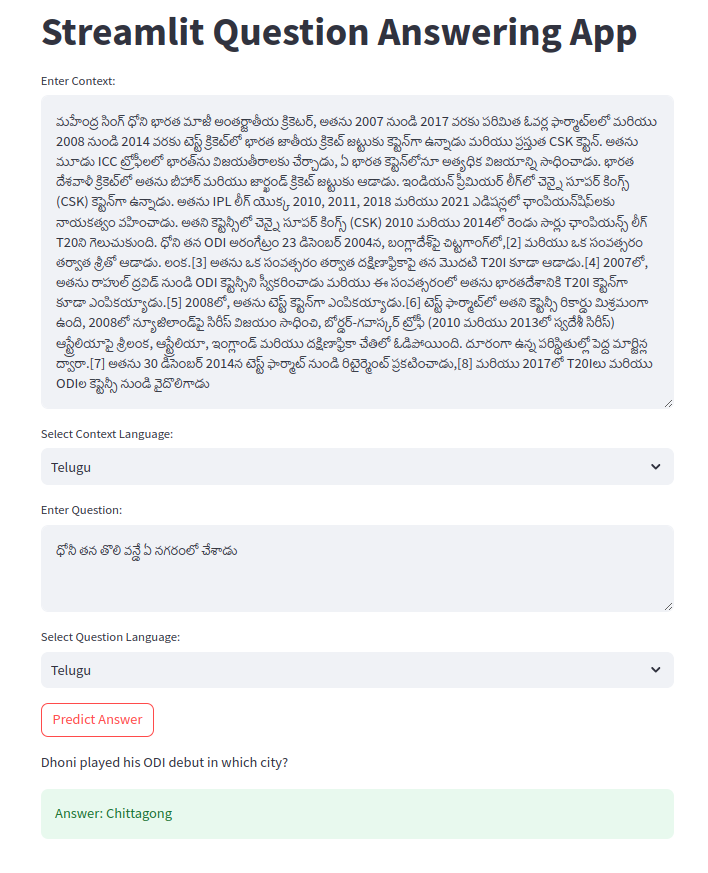 Streamlit Question Answering App
Enter Context:
మహేంద్ర సింగ్ ధోని భారత మాజీ అంతర్జాతీయ క్రికెటర్, అతను 2007 నుండి 2017 వరకు పరిమిత ఓవర్ల ఫార్మాట్‌లలో మరియు
2008 నుండి 2014 వరకు టెస్ట్ క్రికెట్‌లో భారత జాతీయ క్రికెట్ జట్టుకు కెప్టెన్‌గా ఉన్నాడు మరియు ప్రస్తుత CSK కెప్టెన్. అతను
మూడు ICC ట్రోఫీలలో భారత్‌ను విజయతీరాలకు చేర్చాడు, ఏ భారత కెప్టెన్‌లోనూ అత్యధిక విజయాన్ని సాధించాడు. భారత
దేశవాళీ క్రికెట్‌లో అతను బీహార్ మరియు జార్ఖండ్ క్రికెట్ జట్టుకు ఆడాడు. ఇండియన్ ప్రీమియర్ లీగ్‌లో చెన్నై సూపర్ కింగ్స్
(CSK) కెప్టెన్‌గా ఉన్నాడు. అతను IPL లీగ్ యొక్క 2010, 2011, 2018 మరియు 2021 ఎడిషన్లలో ఛాంపియన్‌షిప్‌లకు
నాయకత్వం వహించాడు. అతని కెప్టెన్సీలో చెన్నై సూపర్ కింగ్స్ (CSK) 2010 మరియు 2014లో రెండు సార్లు ఛాంపియన్స్ లీగ్
T20ని గెలుచుకుంది. ధోని తన ODI అరంగేట్రం 23 డిసెంబర్ 2004న, బంగ్లాదేశ్‌పై చిట్టగాంగ్‌లో,[2] మరియు ఒక సంవత్సరం
తర్వాత శ్రీతో ఆడాడు. లంక.[3] అతను ఒక సంవత్సరం తర్వాత దక్షిణాఫ్రికాపై తన మొదటి T20I కూడా ఆడాడు.[4] 2007లో,
అతను రాహుల్ ద్రవిడ్ నుండి ODI కెప్టెన్సీని స్వీకరించాడు మరియు ఈ సంవత్సరంలో అతను భారతదేశానికి T20I కెప్టెన్‌గా
కూడా ఎంపికయ్యాడు.[5] 2008లో, అతను టెస్ట్ కెప్టెన్‌గా ఎంపికయ్యాడు.[6] టెస్ట్ ఫార్మాట్‌లో అతని కెప్టెన్సీ రికార్డు మిశ్రమంగా
ఉంది, 2008లో న్యూజిలాండ్‌పై సిరీస్ విజయం సాధించి, బోర్డర్-గవాస్కర్ ట్రోఫీ (2010 మరియు 2013లో స్వదేశీ సిరీస్)
ఆస్ట్రేలియాపై శ్రీలంక, ఆస్ట్రేలియా, ఇంగ్లాండ్ మరియు దక్షిణాఫ్రికా చేతిలో ఓడిపోయింది. దూరంగా ఉన్న పరిస్థితుల్లో పెద్ద మార్జిన్ల
ద్వారా.[7] అతను 30 డిసెంబర్ 2014న టెస్ట్ ఫార్మాట్ నుండి రిటైర్మెంట్ ప్రకటించాడు,[8] మరియు 2017లో T20Iలు మరియు
ODIల కెప్టెన్సీ నుండి వైదొలిగాడు
Select Context Language:
Telugu
Enter Question:
ధోనీ తన తొలి వన్డే ఏ నగరంలో చేశాడు
Select Question Language:
Telugu
Predict Answer
Dhoni played his ODI debut in which city?
Answer: Chittagong